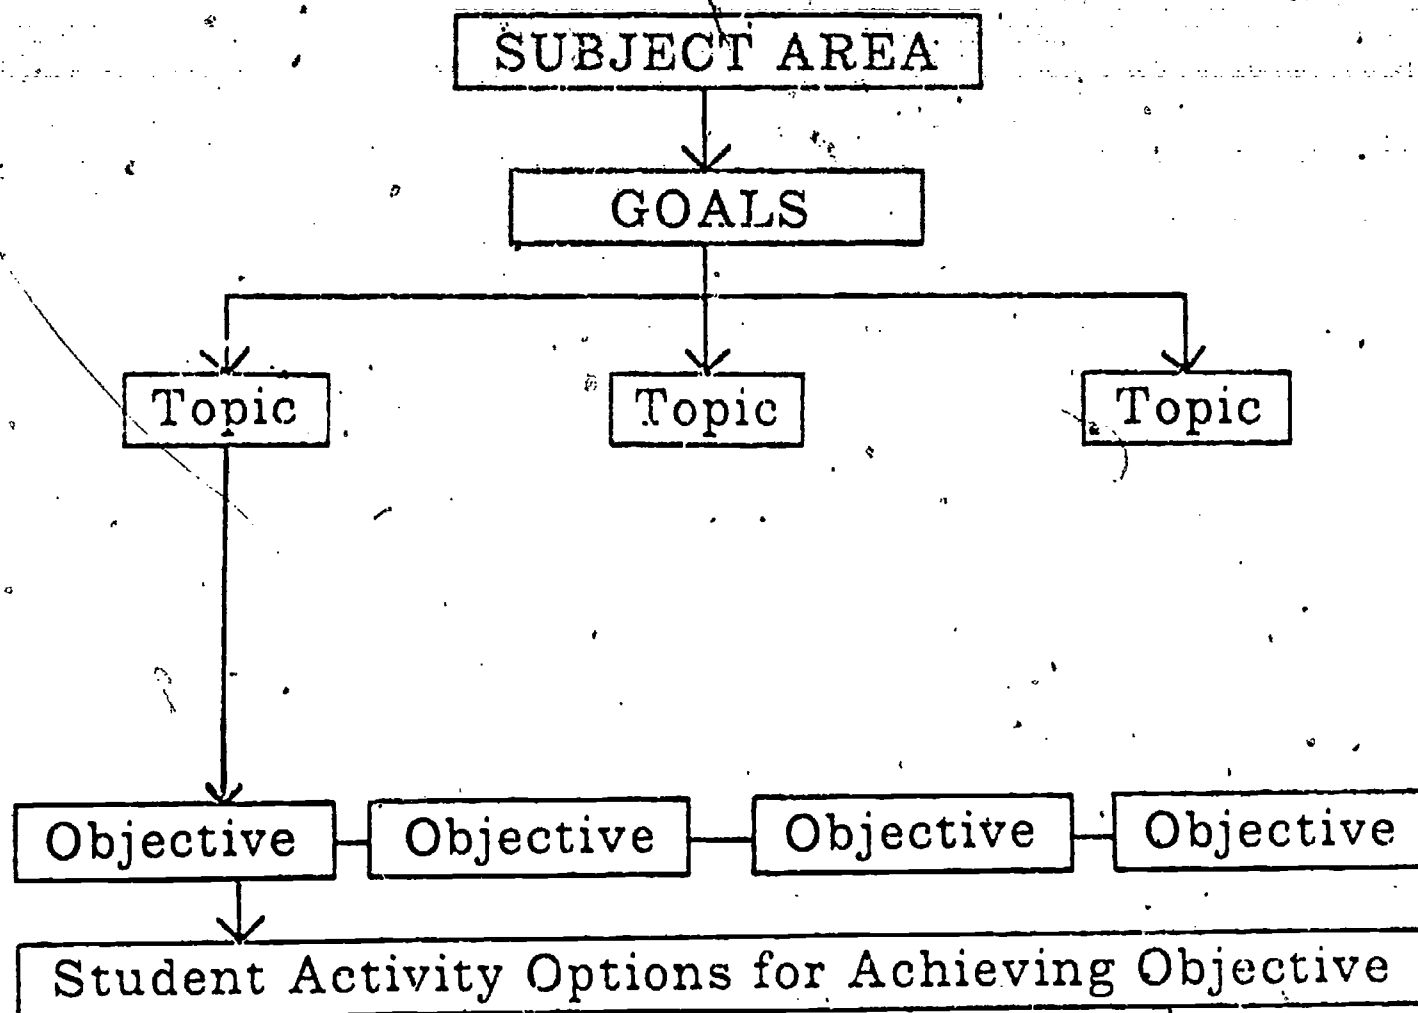 SUBJECT AREA
GOALS
Topic Topic Topic
Objective Objective Objective Objective
Student Activity Options for Achieving Objective